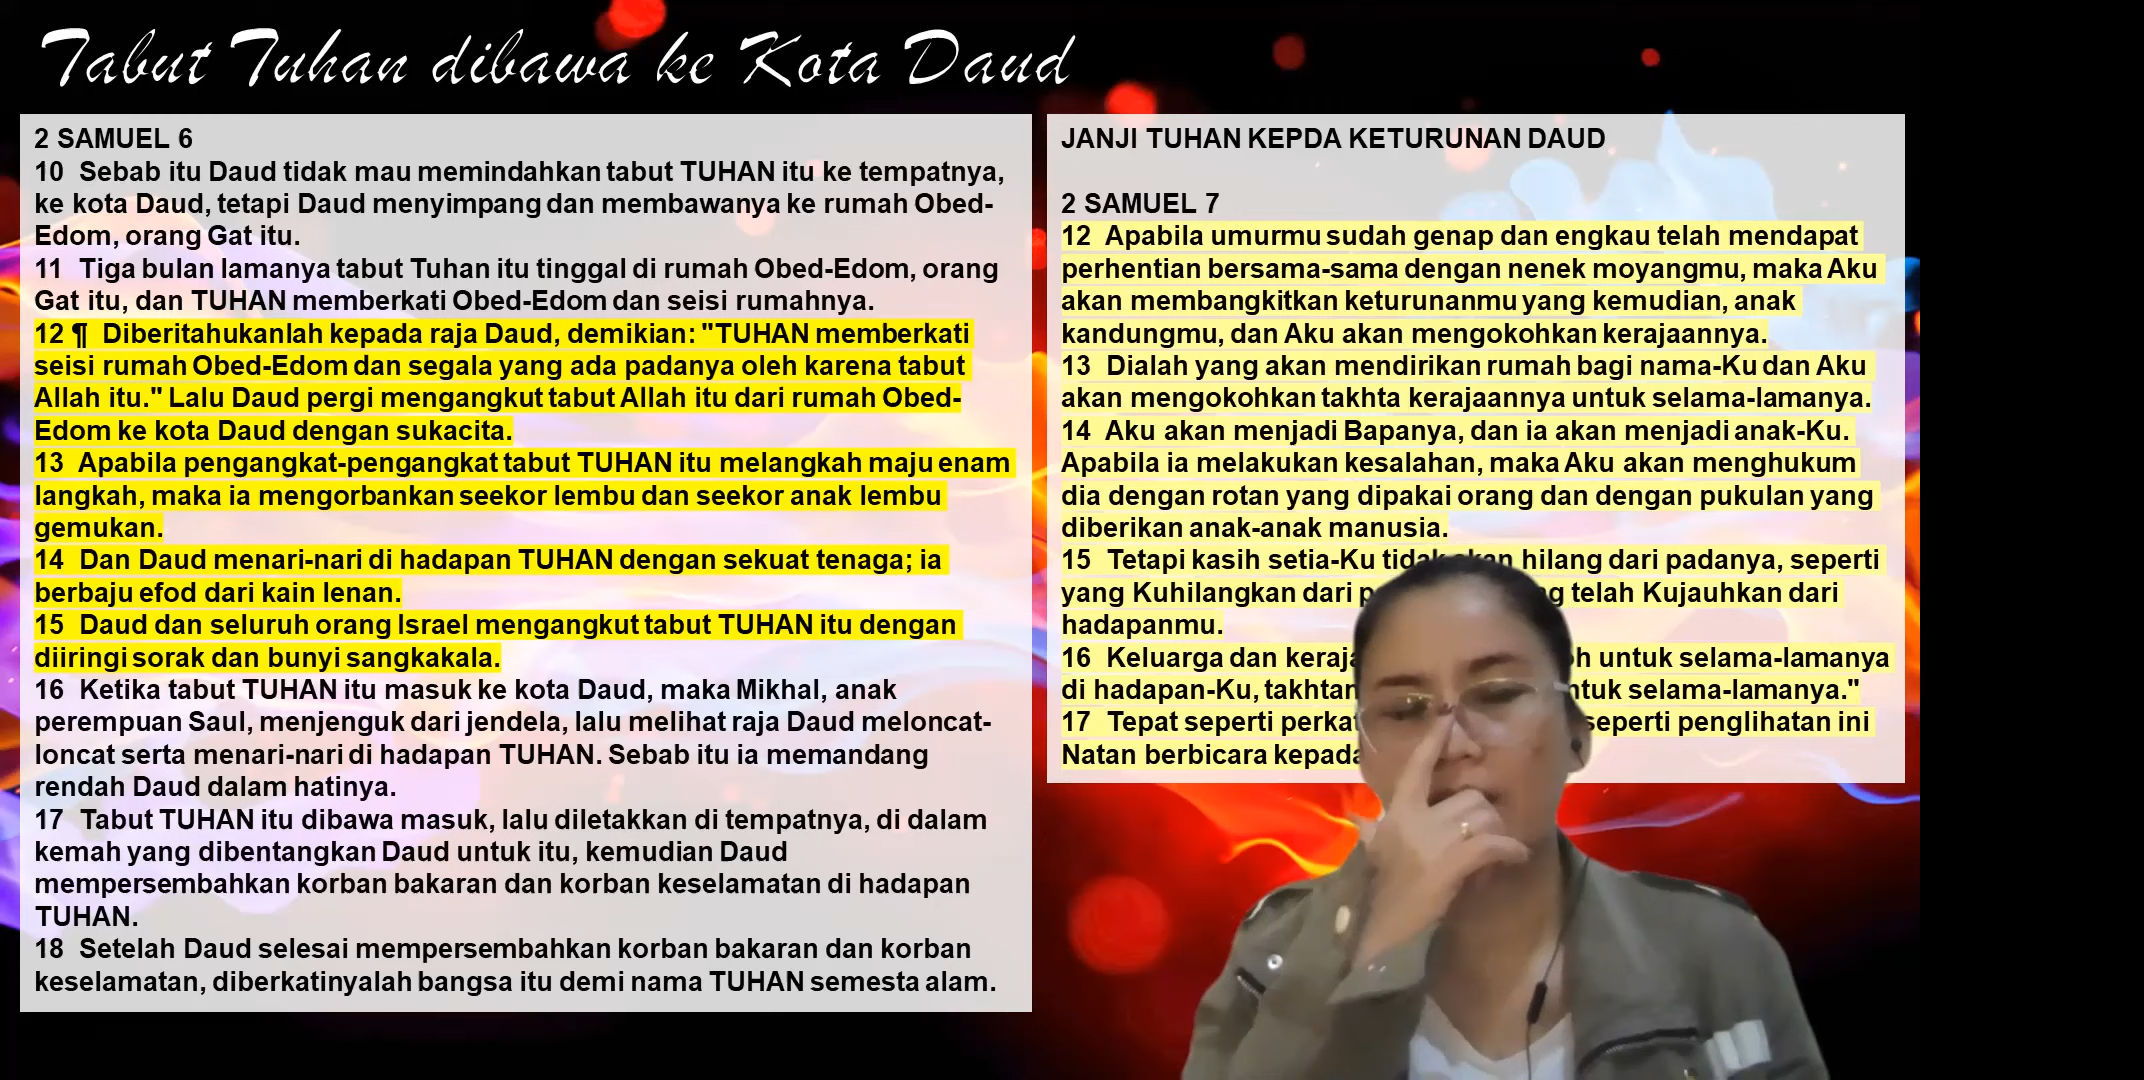 Tabut Tuhan dibawa ke Kota Daud
2 SAMUEL 6
10 Sebab itu Daud tidak mau memindahkan tabut TUHAN itu ke tempatnya,
ke kota Daud, tetapi Daud menyimpang dan membawanya ke rumah Obed-
Edom, orang Gat itu.
11 Tiga bulan lamanya tabut Tuhan itu tinggal di rumah Obed-Edom, orang
Gat itu, dan TUHAN memberkati Obed-Edom dan seisi rumahnya.
12 ¶ Diberitahukanlah kepada raja Daud, demikian: "TUHAN memberkati
seisi rumah Obed-Edom dan segala yang ada padanya oleh karena tabut
Allah itu." Lalu Daud pergi mengangkut tabut Allah itu dari rumah Obed-
Edom ke kota Daud dengan sukacita.
13 Apabila pengangkat-pengangkat tabut TUHAN itu melangkah maju enam
langkah, maka ia mengorbankan seekor lembu dan seekor anak lembu
gemukan.
14 Dan Daud menari-nari di hadapan TUHAN dengan sekuat tenaga; ia
berbaju efod dari kain lenan.
15 Daud dan seluruh orang Israel mengangkut tabut TUHAN itu dengan
diiringi sorak dan bunyi sangkakala.
16 Ketika tabut TUHAN itu masuk ke kota Daud, maka Mikhal, anak
perempuan Saul, menjenguk dari jendela, lalu melihat raja Daud meloncat-
loncat serta menari-nari di hadapan TUHAN. Sebab itu ia memandang
rendah Daud dalam hatinya.
17 Tabut TUHAN itu dibawa masuk, lalu diletakkan di tempatnya, di dalam
kemah yang dibentangkan Daud untuk itu, kemudian Daud
mempersembahkan korban bakaran dan korban keselamatan di hadapan
TUHAN.
18 Setelah Daud selesai mempersembahkan korban bakaran dan korban
keselamatan, diberkatinyalah bangsa itu demi nama TUHAN semesta alam.
JANJI TUHAN KEPDA KETURUNAN DAUD
2 SAMUEL 7
12 Apabila umurmu sudah genap dan engkau telah mendapat
perhentian bersama-sama dengan nenek moyangmu, maka Aku
akan membangkitkan keturunanmu yang kemudian, anak
kandungmu, dan Aku akan mengokohkan kerajaannya.
13 Dialah yang akan mendirikan rumah bagi nama-Ku dan Aku
akan mengokohkan takhta kerajaannya untuk selama-lamanya.
14 Aku akan menjadi Bapanya, dan ia akan menjadi anak-Ku.
Apabila ia melakukan kesalahan, maka Aku akan menghukum
dia dengan rotan yang dipakai orang dan dengan pukulan yang
diberikan anak-anak manusia.
15 Tetapi kasih setia-Ku tidak akan hilang dari padanya, seperti
yang Kuhilangkan dari telah Kujauhkan dari
hadapanmu.
16 Keluarga dan untuk selama-lamanya
di hadapan-Ku, selama-lamanya."
17 Tepat seperti seperti penglihatan ini
Natan berbicara